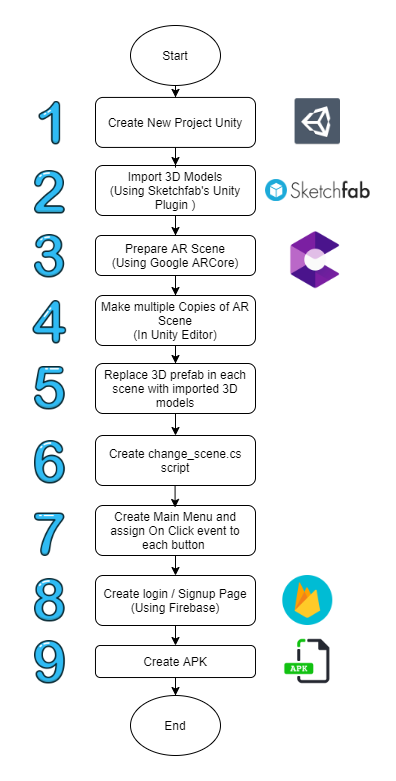 Start
1
Create New Project Unity
2
Import 3D Models
(Using Sketchfab's Unity
Plugin )
Sketchfab
3
Prepare AR Scene
(Using Google ARCore)
4
Make multiple Copies of AR
Scene
(In Unity Editor)
5
Replace 3D prefab in each
scene with imported 3D
models
6
Create change_scene.cs
script
7
Create Main Menu and
assign On Click event to
each button
8
Create login / Signup Page
(Using Firebase)
9
Create APK
APK
End